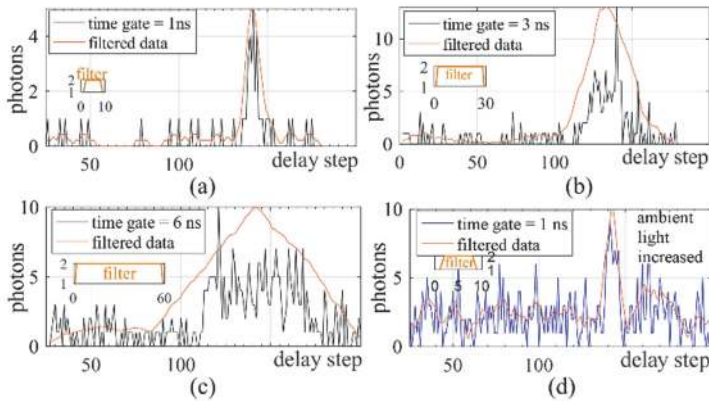 5
4
2
0
photons
time gate = 1ns
filtered data
filter
2
1
0 10
50 100 delay step
(a)
10
5
0
photons
time gate = 3 ns
filtered data
filter
2
1
0 30
0 50 100 delay step
(b)
10
5
0
photons
time gate = 6 ns
filtered data
filter
2
1
0 60
50 100 delay step
(c)
10
5
0
photons
time gate = 1 ns
filtered data
filter
2
1
0 5 10
ambient
light
increased
50 100 delay step
(d)